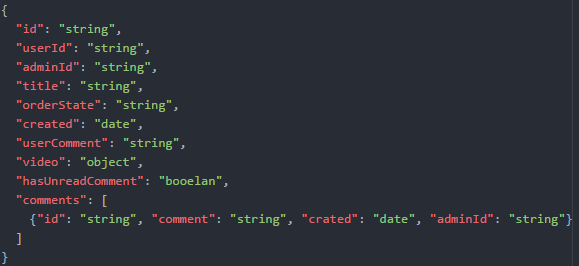 {
"id": "string",
"userId": "string",
"adminId": "string",
"title": "string",
"orderState": "string",
"created": "date",
"userComment": "string",
"video": "object",
"hasUnreadComment": "booelan",
"comments": [
{"id": "string", "comment": "string", "crated": "date", "adminId": "string"}
]
}